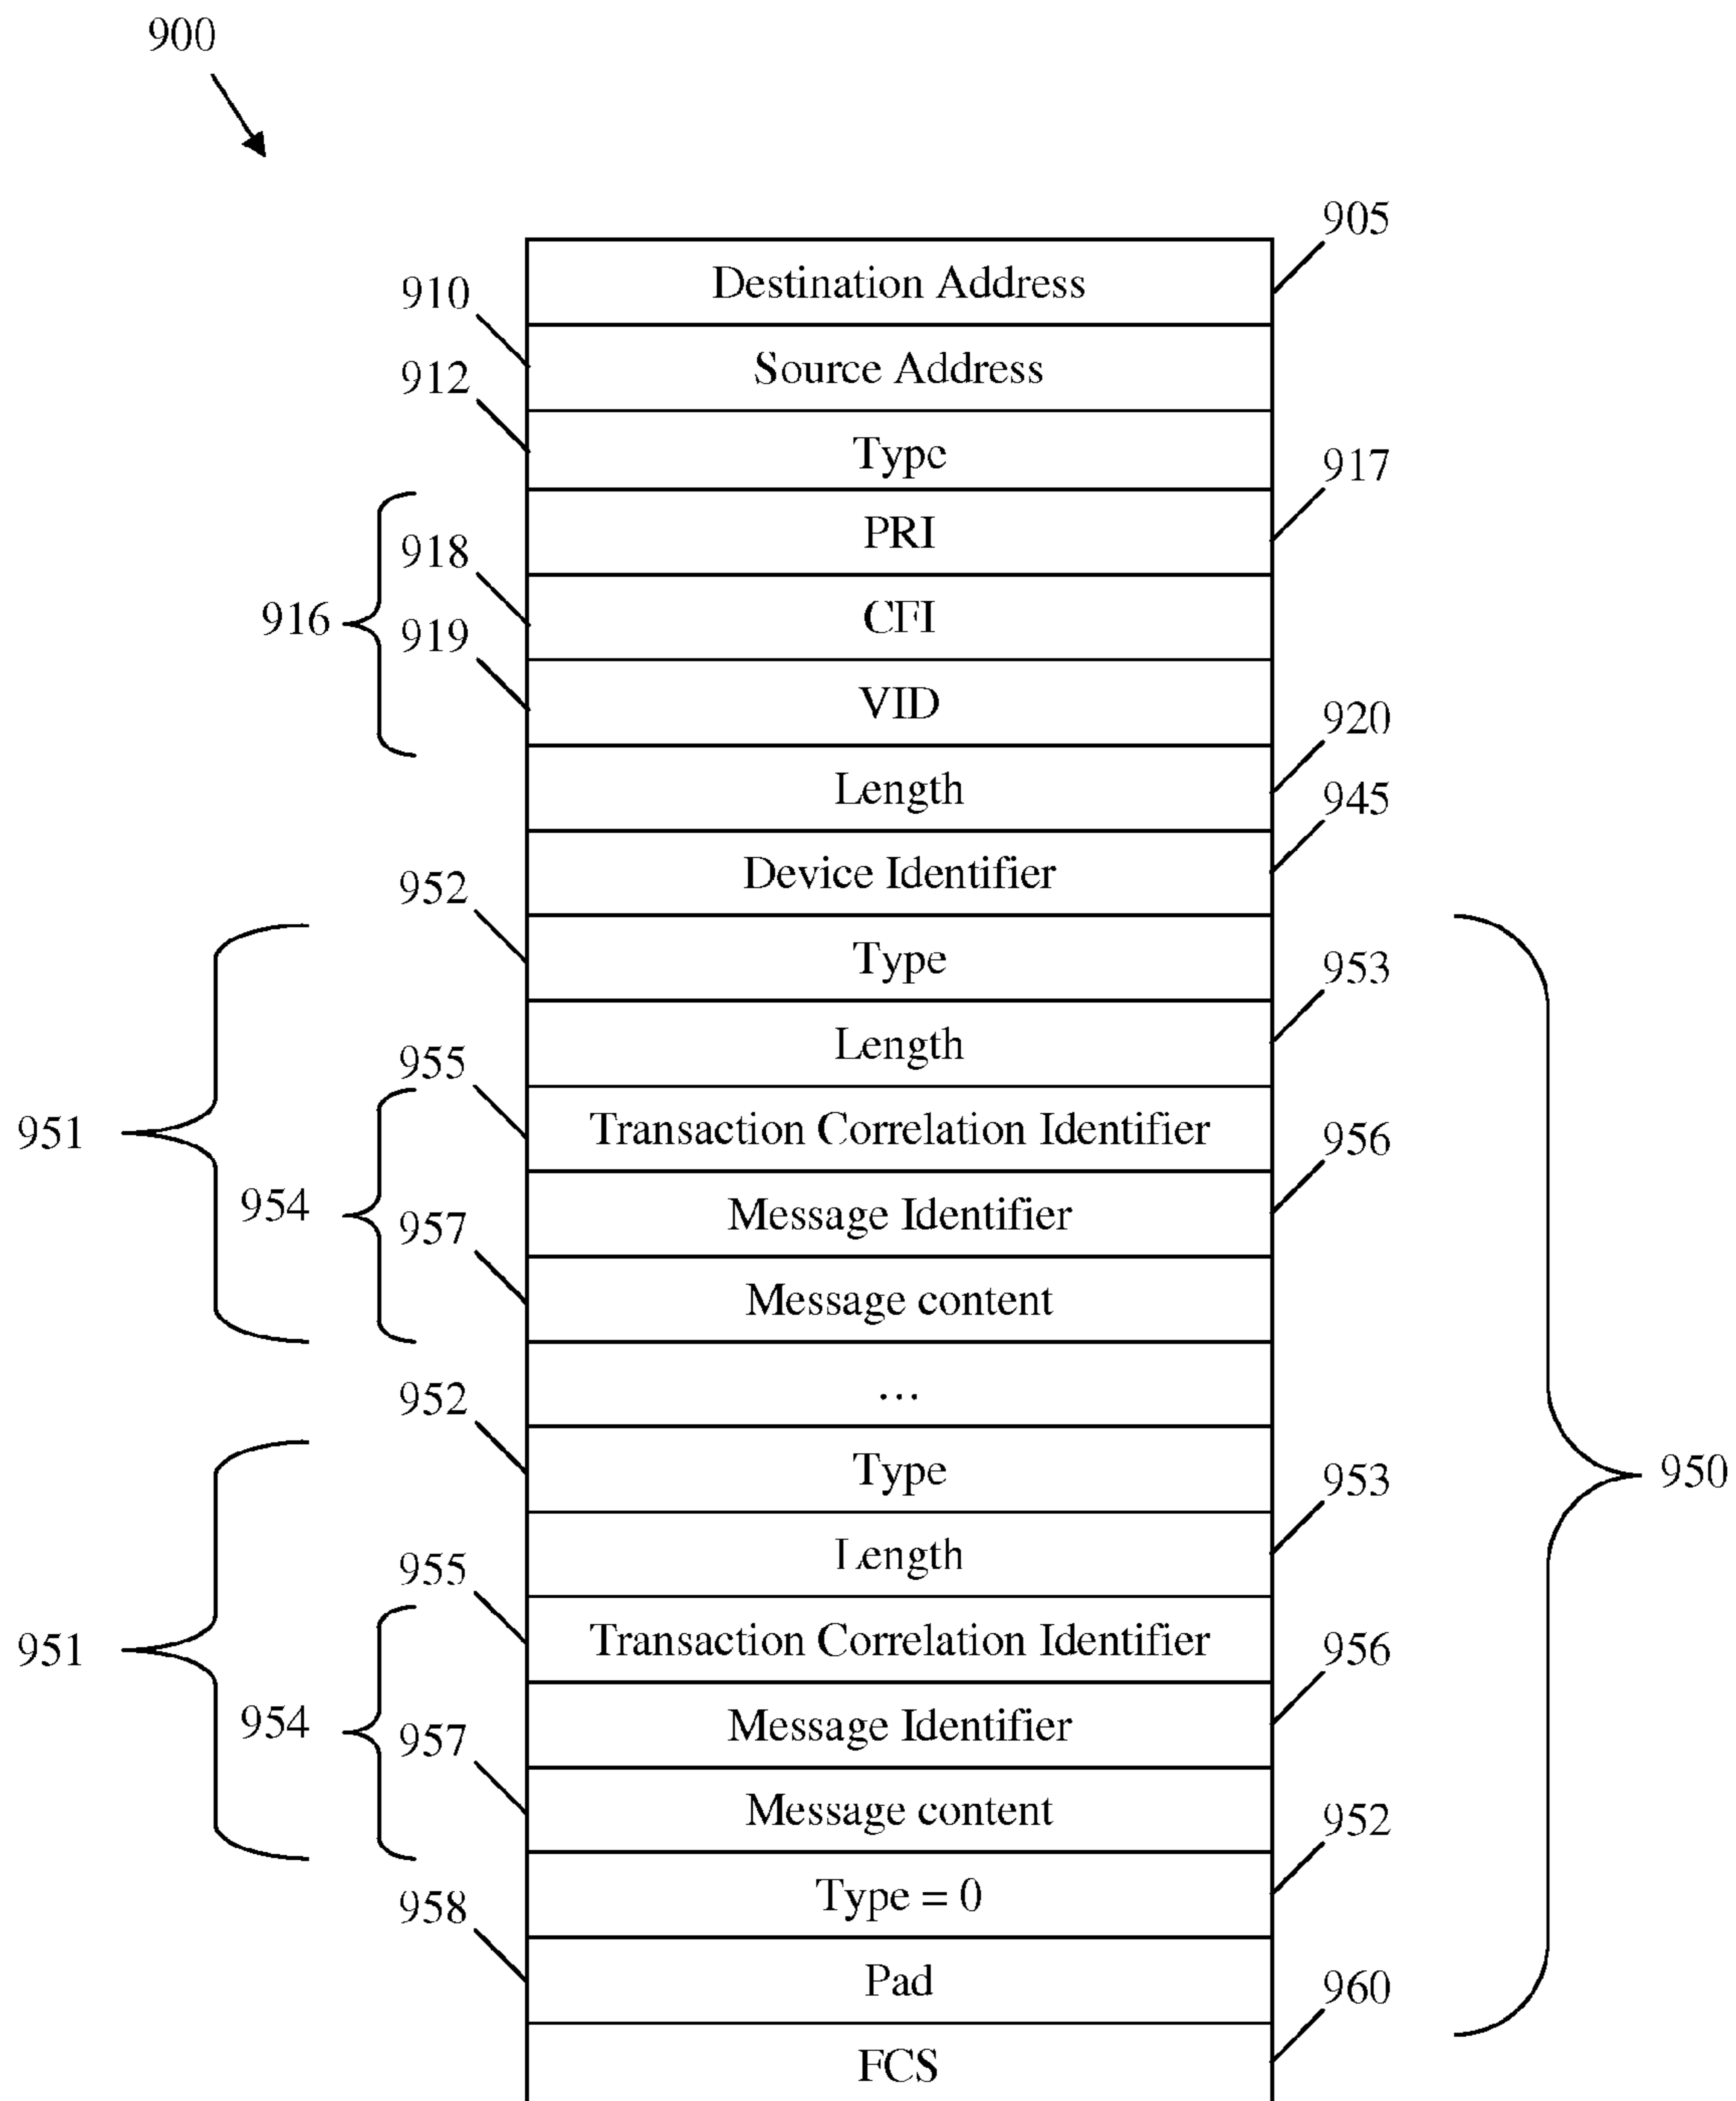 900
905
Destination Address
910
Source Address
912
Type
917
PRI
918
CFI
916
919
VID
920
Length
945
Device Identifier
952
Type
953
Length
955
Transaction Correlation Identifier
951
956
954
Message Identifier
957
Message content
...
952
Type
953
950
Length
955
Transaction Correlation Identifier
951
956
954
Message Identifier
957
Message content
952
Type = 0
958
Pad
960
FCS